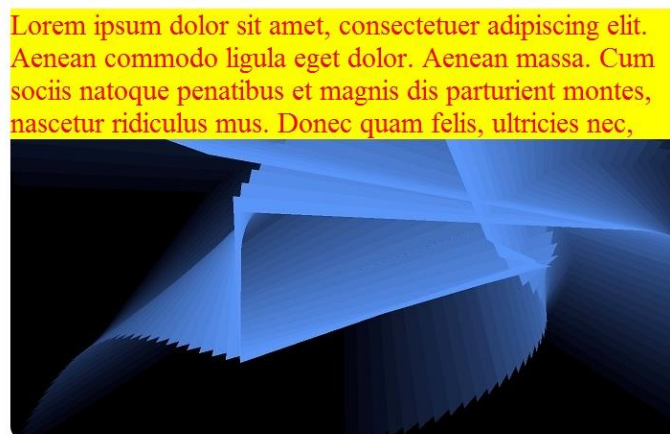 Lorem ipsum dolor sit amet, consectetuer adipiscing elit.
Aenean commodo ligula eget dolor. Aenean massa. Cum
sociis natoque penatibus et magnis dis parturient montes,
nascetur ridiculus mus. Donec quam felis, ultricies nec,